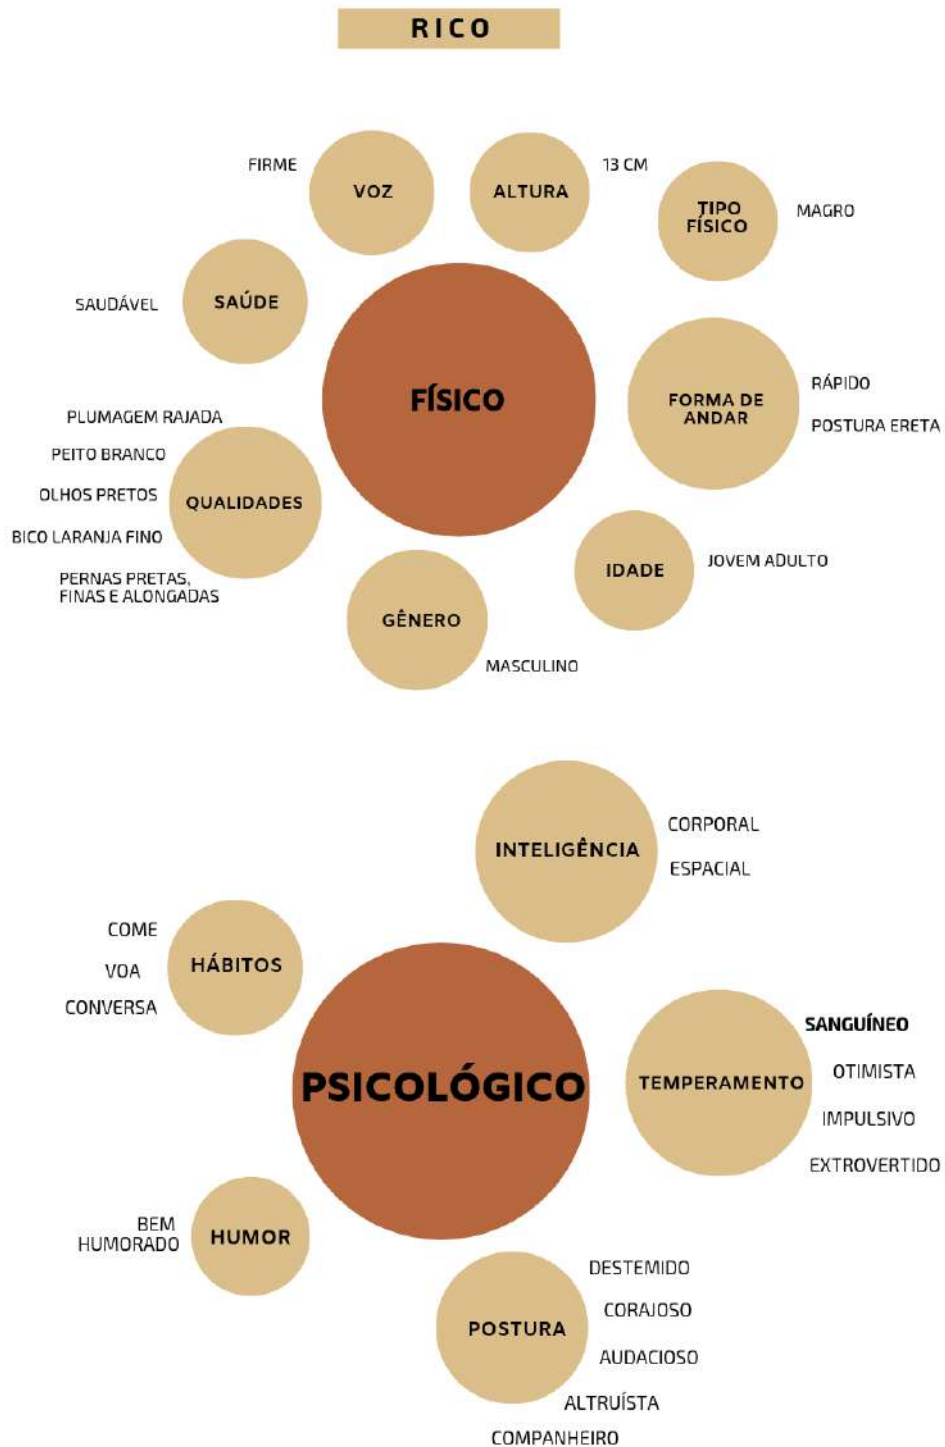 RICO
FIRME
VOZ
ALTURA
13 CM
TIPO
FÍSICO
MAGRO
SAUDÁVEL
SAÚDE
FÍSICO
FORMA DE
ANDAR
RÁPIDO
POSTURA ERETA
PLUMAGEM RAJADA
PEITO BRANCO
OLHOS PRETOS
BICO LARANJA FINO
PERNAS PRETAS,
FINAS E ALONGADAS
QUALIDADES
IDADE
JOVEM ADULTO
GÊNERO
MASCULINO
INTELIGÊNCIA
CORPORAL
ESPACIAL
COME
VOA
CONVERSA
HÁBITOS
PSICOLÓGICO
TEMPERAMENTO
SANGUÍNEO
OTIMISTA
IMPULSIVO
EXTROVERTIDO
BEM
HUMORADO
HUMOR
POSTURA
DESTEMIDO
CORAJOSO
AUDACIOSO
ALTRUÍSTA
COMPANHEIRO